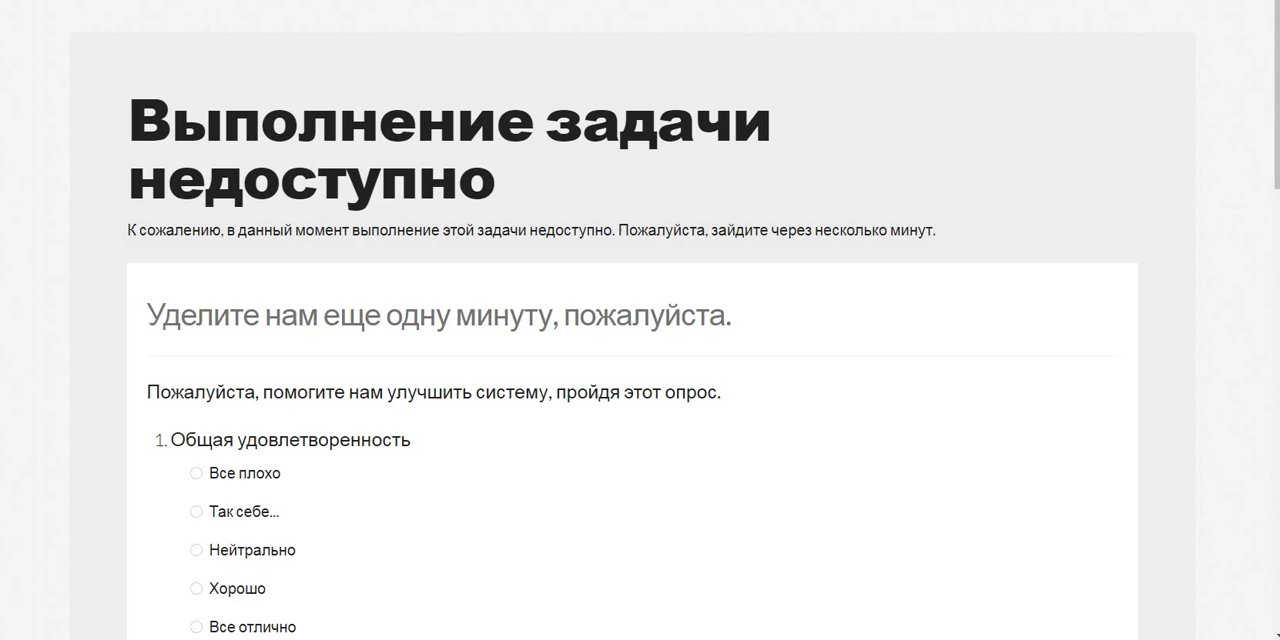 Выполнение задачи
недоступно
К сожалению, в данный момент выполнение этой задачи недоступно. Пожалуйста, зайдите через несколько минут.
Уделите нам еще одну минуту, пожалуйста.
Пожалуйста, помогите нам улучшить систему, пройдя этот опрос.
1. Общая удовлетворенность
Все плохо
Так себе...
Нейтрально
Хорошо
Все отлично